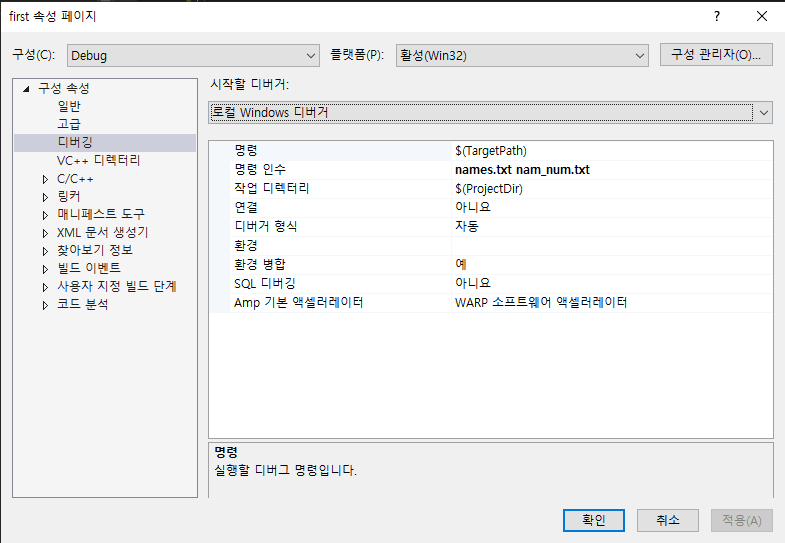 first 속성 페이지
? ×
구성(C): Debug 플랫폼(P): 활성(Win32) 구성 관리자(O)...
구성 속성
일반
고급
디버깅
VC++ 디렉터리
C/C++
링커
매니페스트 도구
XML 문서 생성기
찾아보기 정보
빌드 이벤트
사용자 지정 빌드 단계
코드 분석
시작할 디버거:
로컬 Windows 디버거
명령 $(TargetPath)
명령 인수 names.txt nam_num.txt
작업 디렉터리 $(ProjectDir)
연결 아니요
디버거 형식 자동
환경
환경 병합 예
SQL 디버깅 아니요
Amp 기본 액셀러레이터 WARP 소프트웨어 액셀러레이터
명령
실행할 디버그 명령입니다.
확인 취소 적용(A)